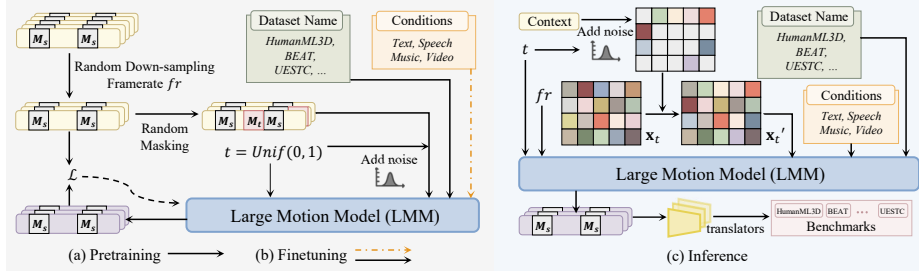 M_s M_s
Random Down-sampling
Framerate fr
M_s M_s
Random
Masking
M_s M_t M_s
t = Unif(0,1)
Add noise
ℒ
M_s M_s
Dataset Name
HumanML3D,
BEAT,
UESTC, ...
Conditions
Text, Speech
Music, Video
Large Motion Model (LMM)
(a) Pretraining
(b) Finetuning
Context
Add noise
t
fr
x_t
x_t'
Dataset Name
HumanML3D,
BEAT,
UESTC, ...
Conditions
Text, Speech
Music, Video
Large Motion Model (LMM)
M_s M_s
translators
HumanML3D BEAT ... UESTC
Benchmarks
(c) Inference